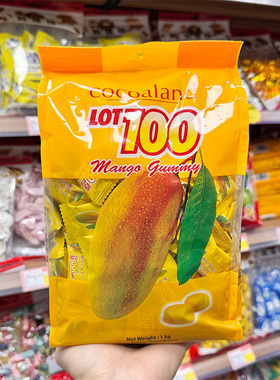 cocoaland
LOT 100
Mango Gummy
Net Weight : 1 kg